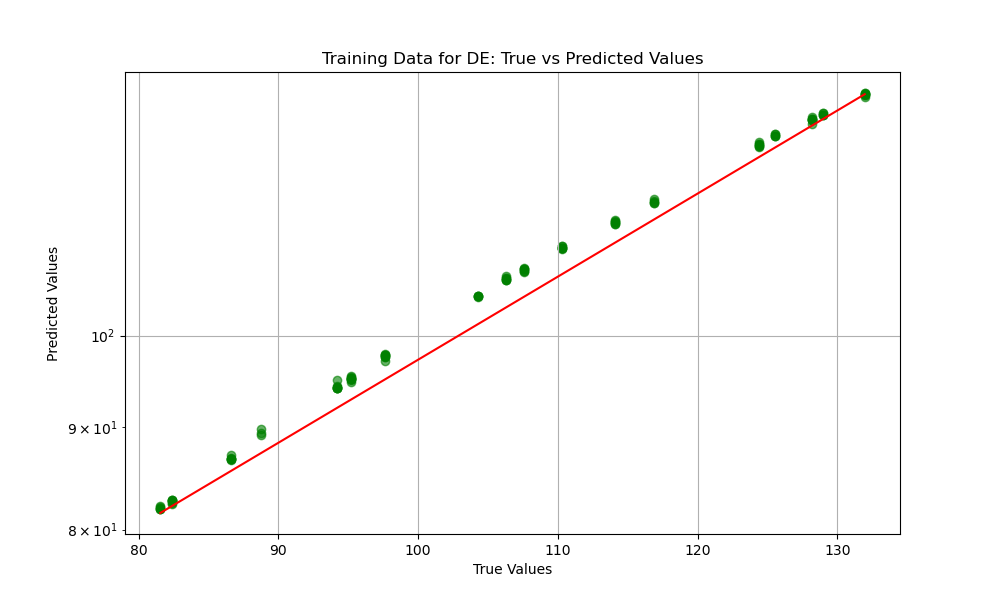 Training Data for DE: True vs Predicted Values
Predicted Values
10²
9 × 10¹
8 × 10¹
80 90 100 110 120 130
True Values